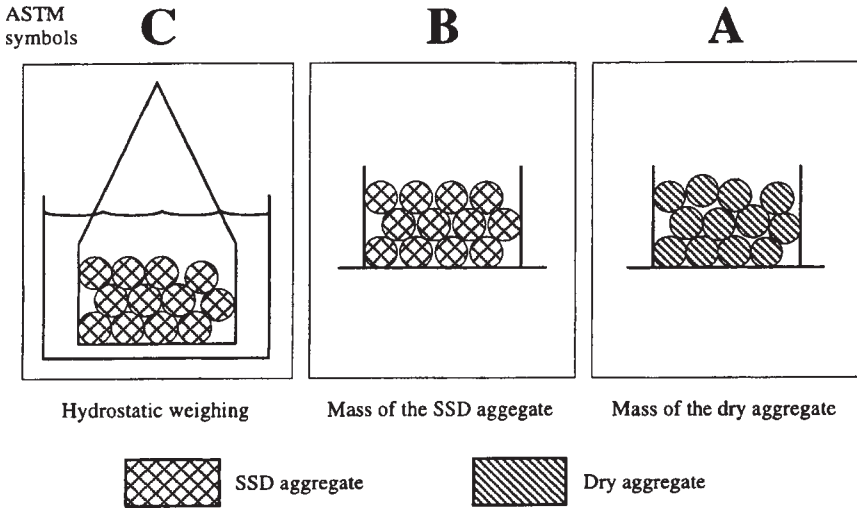 ASTM
symbols
C
B
A
Hydrostatic weighing
Mass of the SSD aggegate
Mass of the dry aggregate
SSD aggregate
Dry aggregate